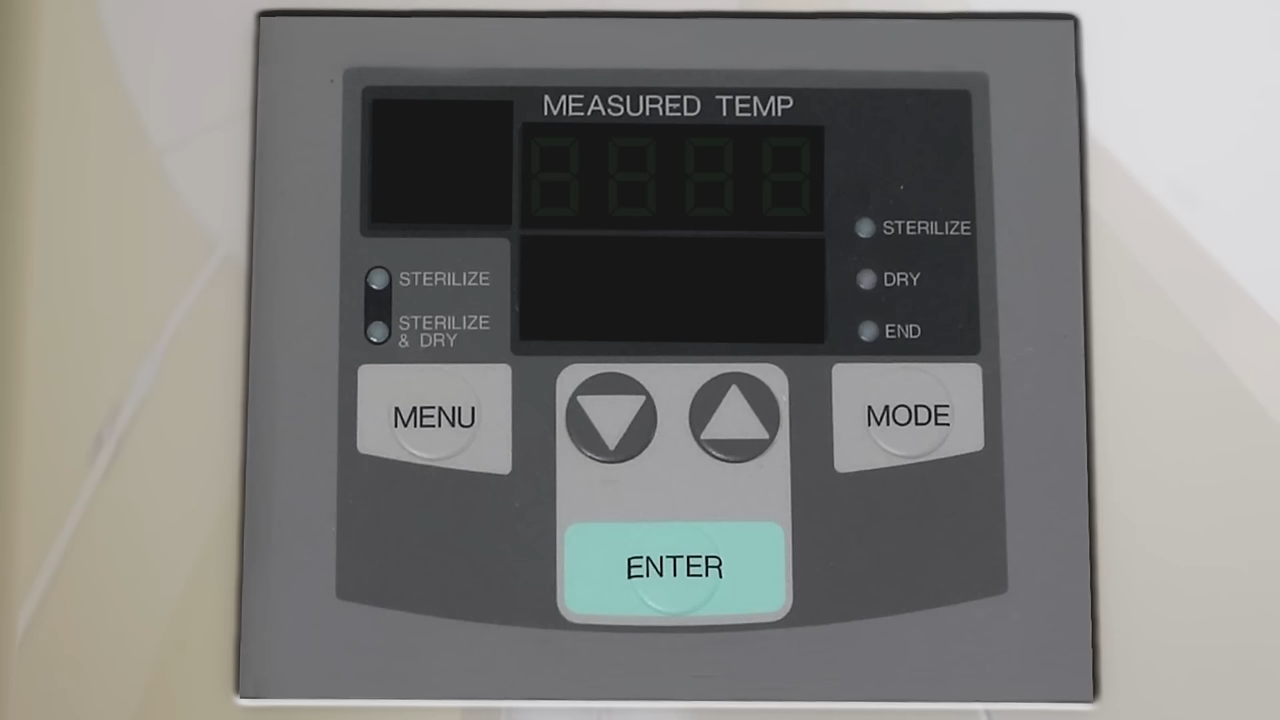 MEASURED TEMP
STERILIZE
DRY
END
STERILIZE
STERILIZE
& DRY
MENU
MODE
ENTER